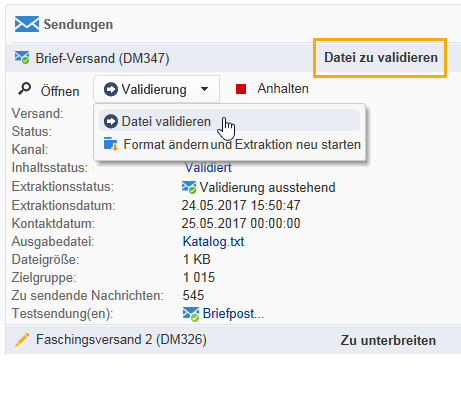 Sendungen
Brief-Versand (DM347) Datei zu validieren
Öffnen Validierung Anhalten
Datei validieren
Format ändern und Extraktion neu starten
Versand:
Status:
Kanal:
Inhaltsstatus: Validiert
Extraktionsstatus: Validierung ausstehend
Extraktionsdatum: 24.05.2017 15:50:47
Kontaktdatum: 25.05.2017 00:00:00
Ausgabedatei: Katalog.txt
Dateigröße: 1 KB
Zielgruppe: 1 015
Zu sendende Nachrichten: 545
Testsendung(en): Briefpost...
Faschingsversand 2 (DM326) Zu unterbreiten